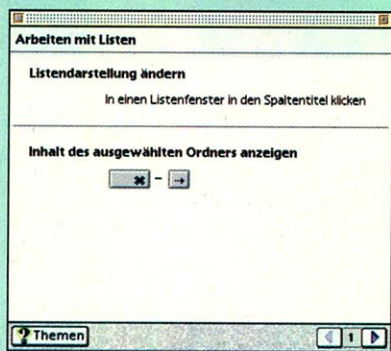 Arbeiten mit Listen
Listendarstellung ändern
In einen Listenfenster in den Spaltentitel klicken
Inhalt des ausgewählten Ordners anzeigen
⌘ – →
? Themen
1